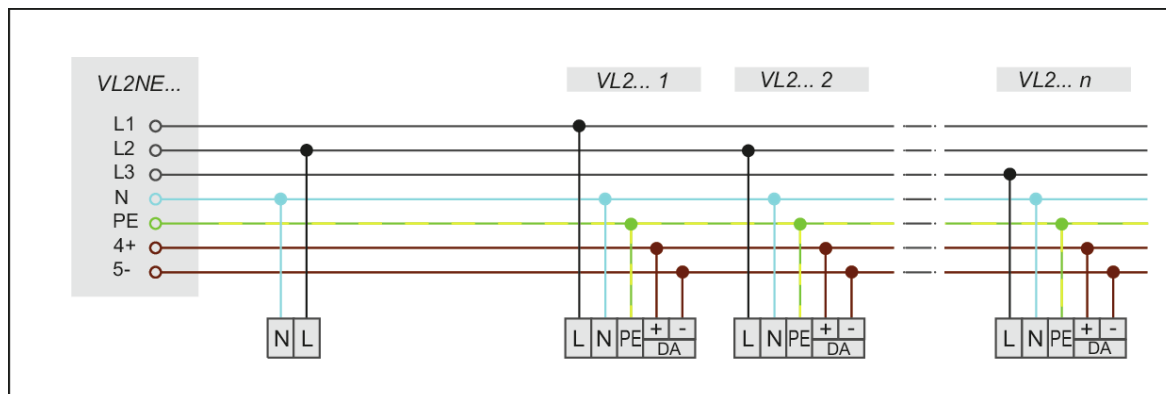 VL2NE...
VL2... 1
VL2... 2
VL2... n
L1
L2
L3
N
PE
4+
5-
N L
L N PE + -
DA
L N PE + -
DA
L N PE + -
DA